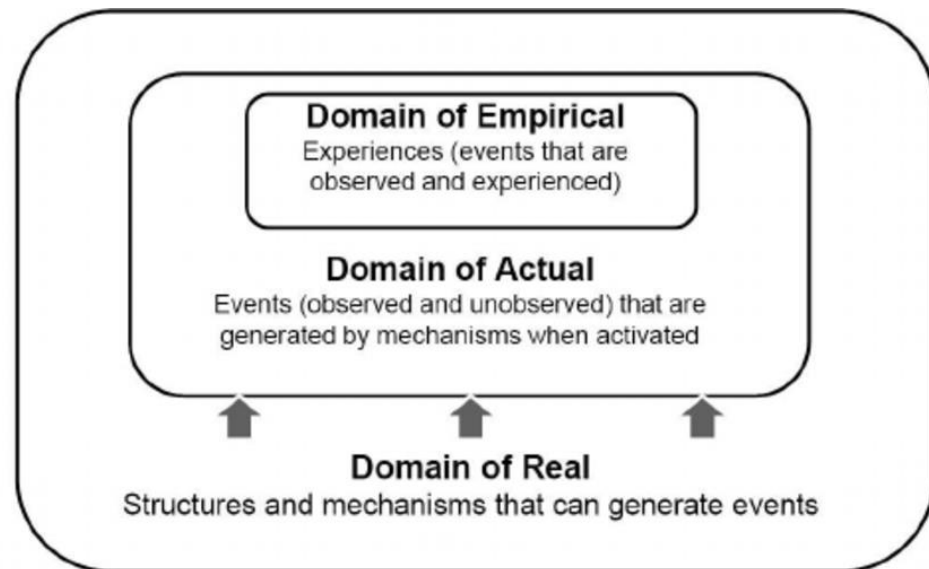 Domain of Empirical
Experiences (events that are
observed and experienced)
Domain of Actual
Events (observed and unobserved) that are
generated by mechanisms when activated
Domain of Real
Structures and mechanisms that can generate events